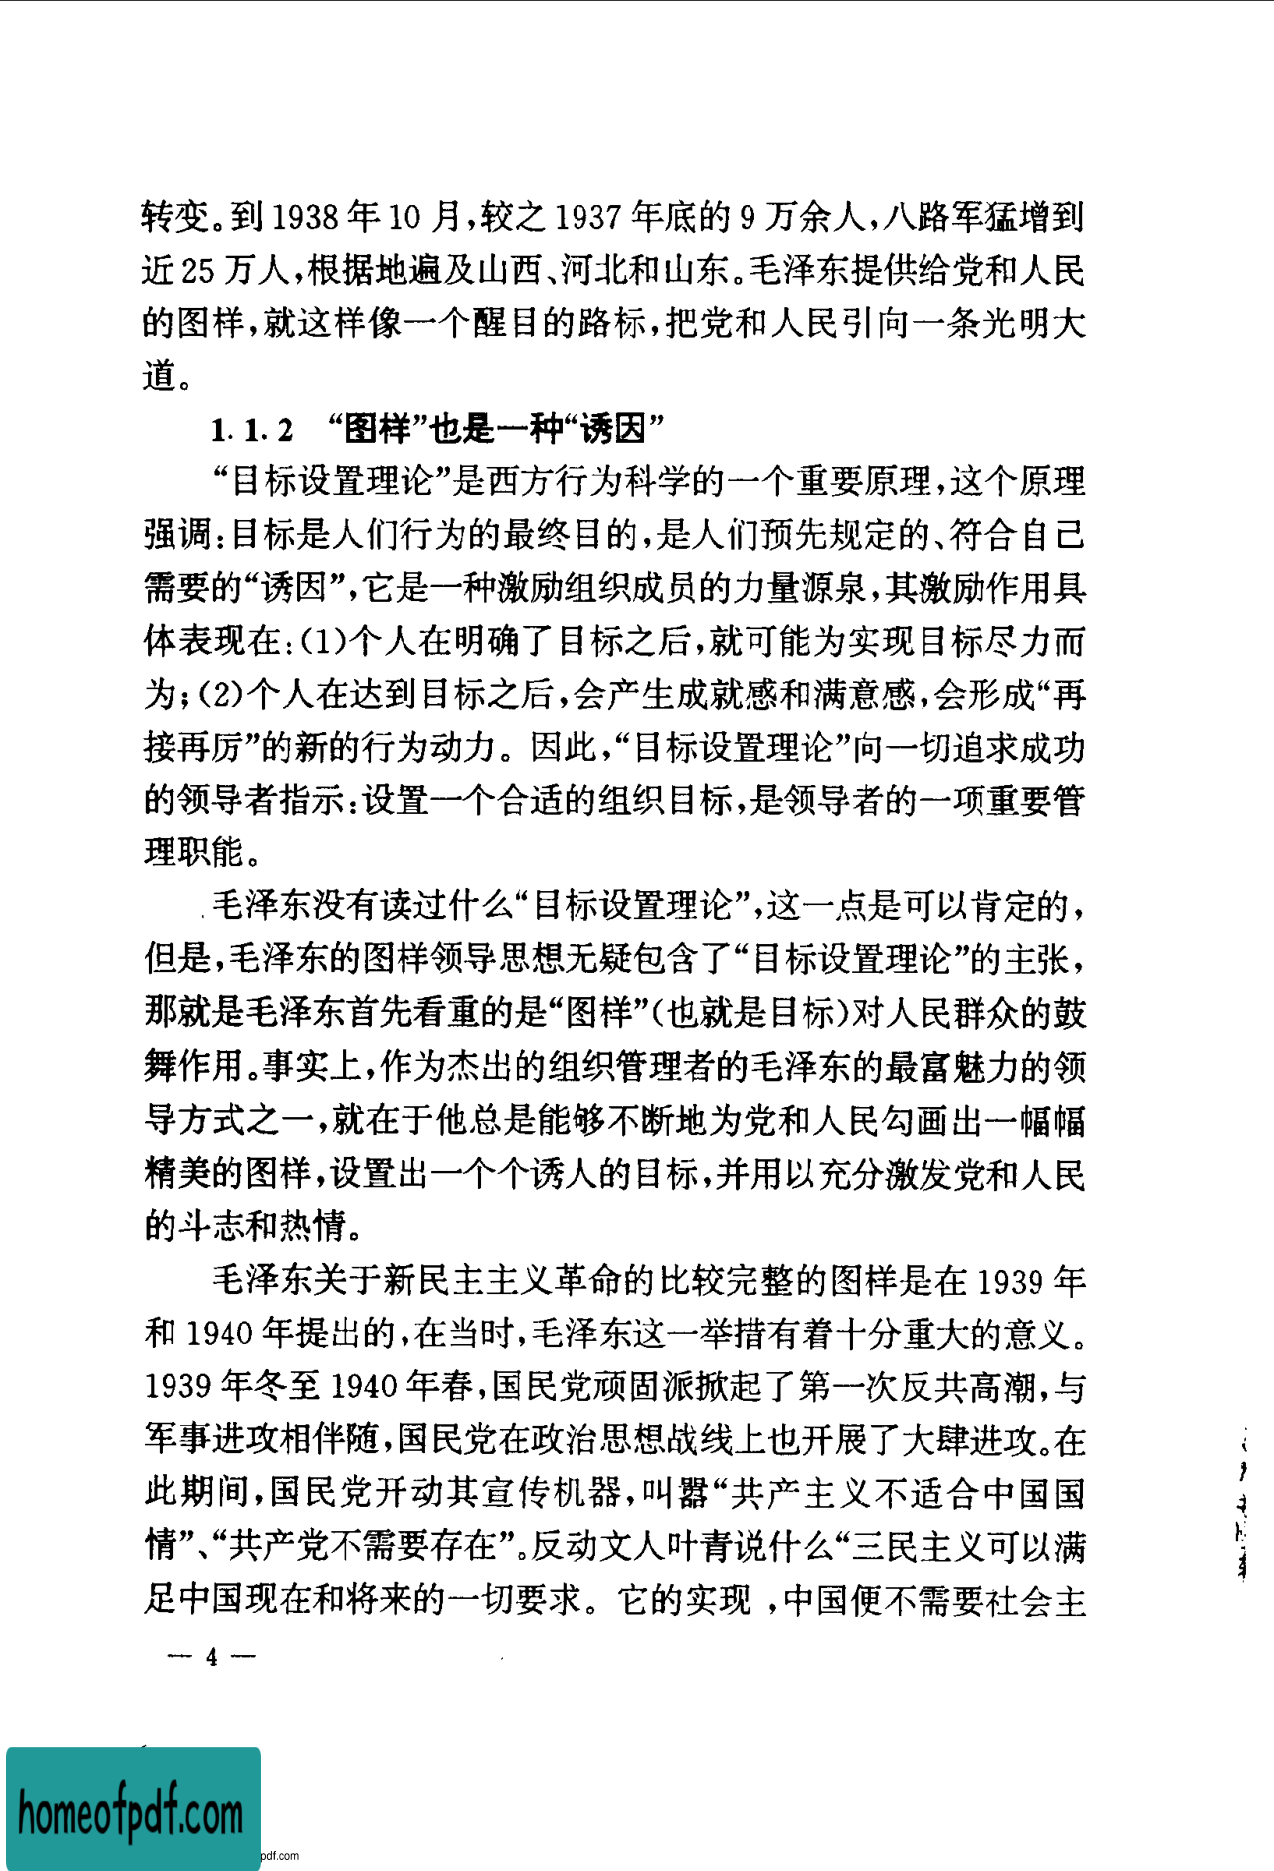 转变。到 1938 年 10 月,较之 1937 年底的 9 万余人,八路军猛增到
近 25 万人,根据地遍及山西、河北和山东。毛泽东提供给党和人民
的图样,就这样像一个醒目的路标,把党和人民引向一条光明大
道。
1.1.2 “图样”也是一种“诱因”
“目标设置理论”是西方行为科学的一个重要原理,这个原理
强调:目标是人们行为的最终目的,是人们预先规定的、符合自己
需要的“诱因”,它是一种激励组织成员的力量源泉,其激励作用具
体表现在:(1)个人在明确了目标之后,就可能为实现目标尽力而
为;(2)个人在达到目标之后,会产生成就感和满意感,会形成“再
接再厉”的新的行为动力。因此,“目标设置理论”向一切追求成功
的领导者指示:设置一个合适的组织目标,是领导者的一项重要管
理职能。
毛泽东没有读过什么“目标设置理论”,这一点是可以肯定的,
但是,毛泽东的图样领导思想无疑包含了“目标设置理论”的主张,
那就是毛泽东首先看重的是“图样”(也就是目标)对人民群众的鼓
舞作用。事实上,作为杰出的组织管理者的毛泽东的最富魅力的领
导方式之一,就在于他总是能够不断地为党和人民勾画出一幅幅
精美的图样,设置出一个个诱人的目标,并用以充分激发党和人民
的斗志和热情。
毛泽东关于新民主主义革命的比较完整的图样是在 1939 年
和 1940 年提出的,在当时,毛泽东这一举措有着十分重大的意义。
1939 年冬至 1940 年春,国民党顽固派掀起了第一次反共高潮,与
军事进攻相伴随,国民党在政治思想战线上也开展了大肆进攻。在
此期间,国民党开动其宣传机器,叫嚣“共产主义不适合中国国
情”、“共产党不需要存在”。反动文人叶青说什么“三民主义可以满
足中国现在和将来的一切要求。它的实现,中国便不需要社会主
— 4 —
homeofpdf.com
pdf.com